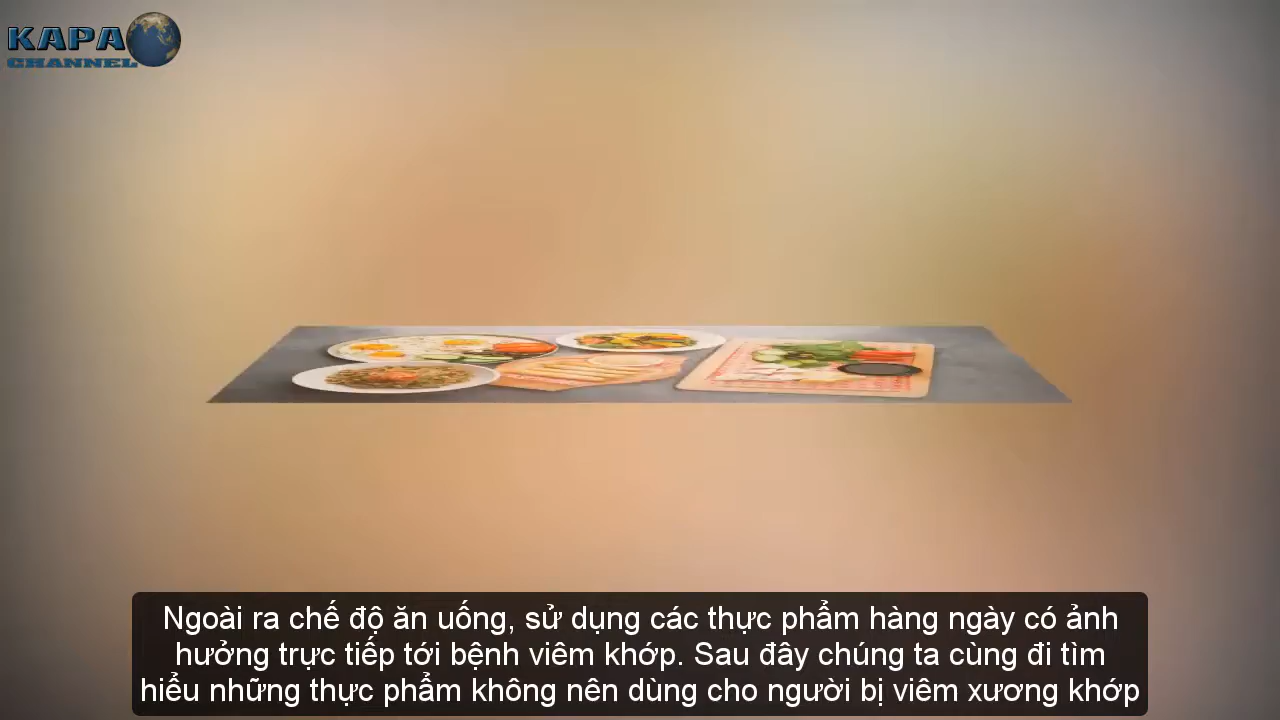 KAPA
CHANNEL
Ngoài ra chế độ ăn uống, sử dụng các thực phẩm hàng ngày có ảnh
hưởng trực tiếp tới bệnh viêm khớp. Sau đây chúng ta cùng đi tìm
hiểu những thực phẩm không nên dùng cho người bị viêm xương khớp